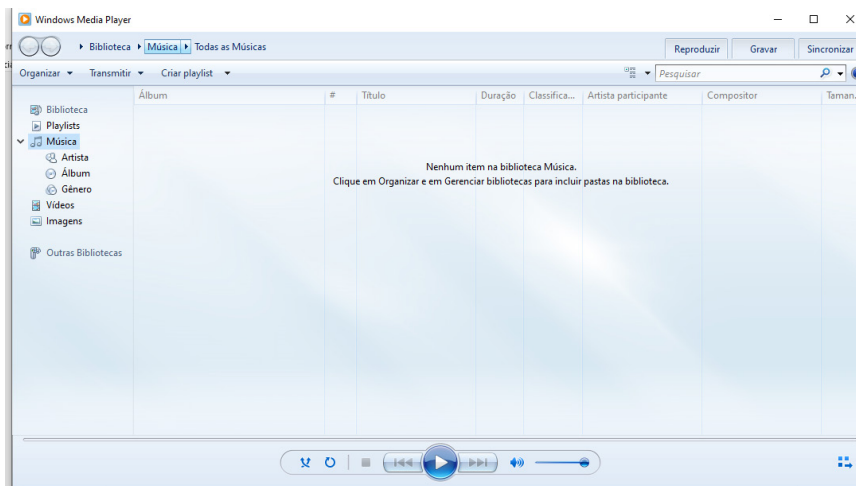 Windows Media Player
Biblioteca Música Todas as Músicas
Reproduzir Gravar Sincronizar
Organizar Transmitir Criar playlist
Pesquisar
Álbum # Título Duração Classifica... Artista participante Compositor Taman...
Biblioteca
Playlists
Música
Artista
Álbum
Gênero
Vídeos
Imagens
Outras Bibliotecas
Nenhum item na biblioteca Música.
Clique em Organizar e em Gerenciar bibliotecas para incluir pastas na biblioteca.